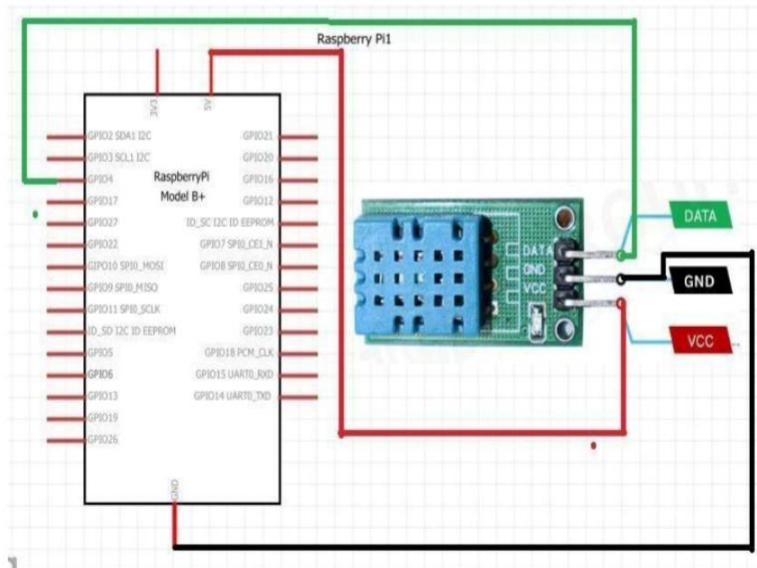 Raspberry Pi1
3V3
5V
GPIO2 SDA1 I2C
GPIO3 SCL1 I2C
GPIO4
GPIO17
GPIO27
GPIO22
GIPO10 SPI0_MOSI
GPIO9 SPI0_MISO
GPIO11 SPI0_SCLK
ID_SD I2C ID EEPROM
GPIO5
GPIO6
GPIO13
GPIO19
GPIO26
RaspberryPi
Model B+
GPIO21
GPIO20
GPIO16
GPIO12
ID_SC I2C ID EEPROM
GPIO7 SPI0_CE1_N
GPIO8 SPI0_CE0_N
GPIO25
GPIO24
GPIO23
GPIO18 PCM_CLK
GPIO15 UART0_RXD
GPIO14 UART0_TXD
GND
DATA
GND
VCC
DATA
GND
VCC